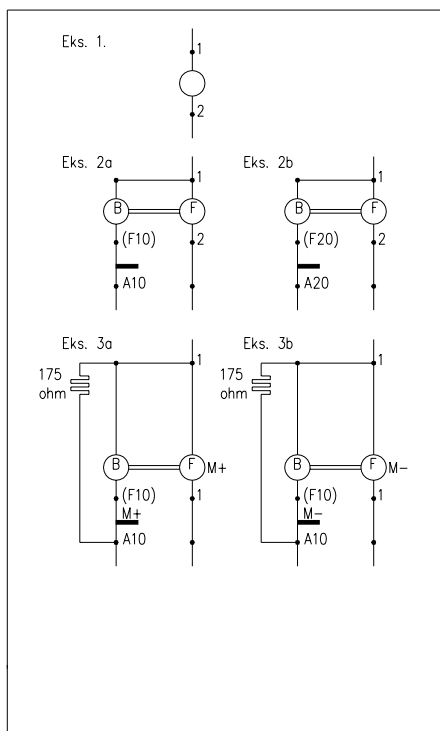 Eks. 1.
1
2
Eks. 2a
Eks. 2b
1
1
B
F
B
F
(F10)
2
(F20)
2
A10
A20
Eks. 3a
Eks. 3b
1
1
175
ohm
175
ohm
B
F
M+
B
F
M-
(F10)
1
(F10)
1
M+
M-
A10
A10